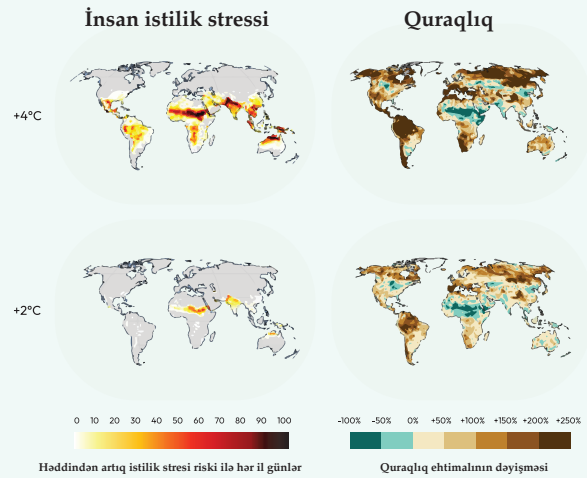 İnsan istilik stressi
Quraqlıq
+4°C
+2°C
0 10 20 30 40 50 60 70 80 90 100
-100% -50% 0% +50% +100% +150% +200% +250%
Həddindən artıq istilik stresi riski ilə hər il günlər
Quraqlıq ehtimalının dəyişməsi